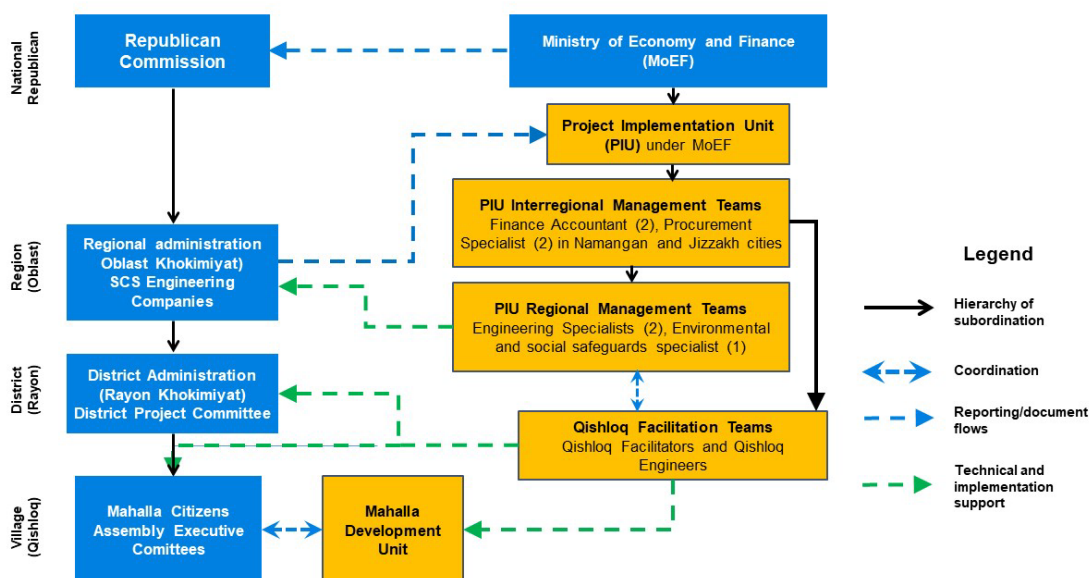 National
Republican
Republican
Commission
Ministry of Economy and Finance
(MoEF)
Project Implementation Unit
(PIU) under MoEF
PIU Interregional Management Teams
Finance Accountant (2), Procurement
Specialist (2) in Namangan and Jizzakh cities
Region
(Oblast)
Regional administration
Oblast Khokimiyat)
SCS Engineering
Companies
PIU Regional Management Teams
Engineering Specialists (2), Environmental
and social safeguards specialist (1)
District
(Rayon)
District Administration
(Rayon Khokimiyat)
District Project Committee
Qishloq Facilitation Teams
Qishloq Facilitators and Qishloq
Engineers
Village
(Qishloq)
Mahalla Citizens
Assembly Executive
Comittees
Mahalla
Development
Unit
Legend
Hierarchy of
subordination
Coordination
Reporting/document
flows
Technical and
implementation
support